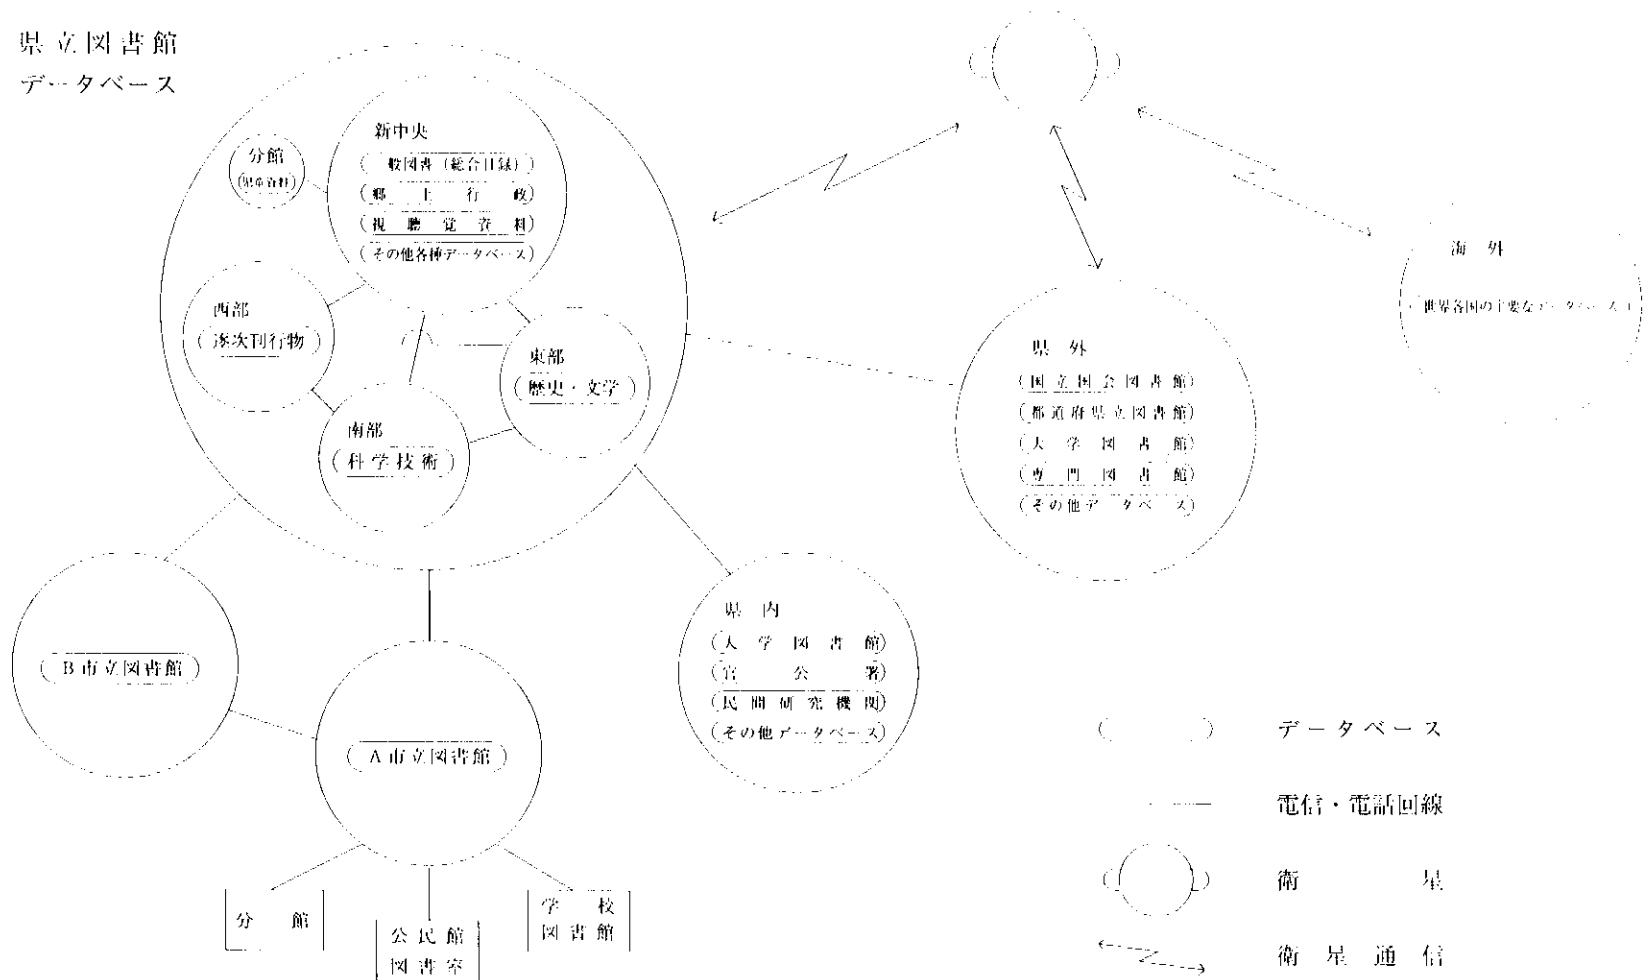 県立図書館
データベース
新中央
一般図書(総合目録)
郷土行政
視聴覚資料
その他各種データベース
分館
(児童資料)
西部
逐次刊行物
東部
歴史・文学
南部
科学技術
海外
世界各国の主要なデータベース
県外
国立国会図書館
都道府県立図書館
大学図書館
専門図書館
その他データベース
県内
大学図書館
官公署
民間研究機関
その他データベース
B市立図書館
A市立図書館
分館
公民館
図書室
学校
図書館
データベース
電信・電話回線
衛星
衛星通信